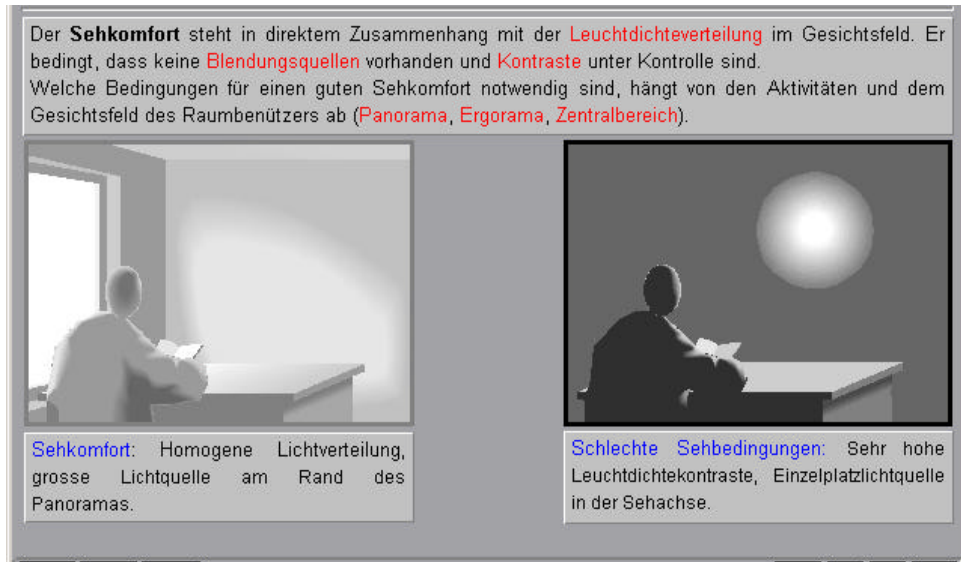 Der Sehkomfort steht in direktem Zusammenhang mit der Leuchtdichteverteilung im Gesichtsfeld. Er
bedingt, dass keine Blendungsquellen vorhanden und Kontraste unter Kontrolle sind.
Welche Bedingungen für einen guten Sehkomfort notwendig sind, hängt von den Aktivitäten und dem
Gesichtsfeld des Raumbenützers ab (Panorama, Ergorama, Zentralbereich).
Sehkomfort: Homogene Lichtverteilung,
grosse Lichtquelle am Rand des
Panoramas.
Schlechte Sehbedingungen: Sehr hohe
Leuchtdichtekontraste, Einzelplatzlichtquelle
in der Sehachse.